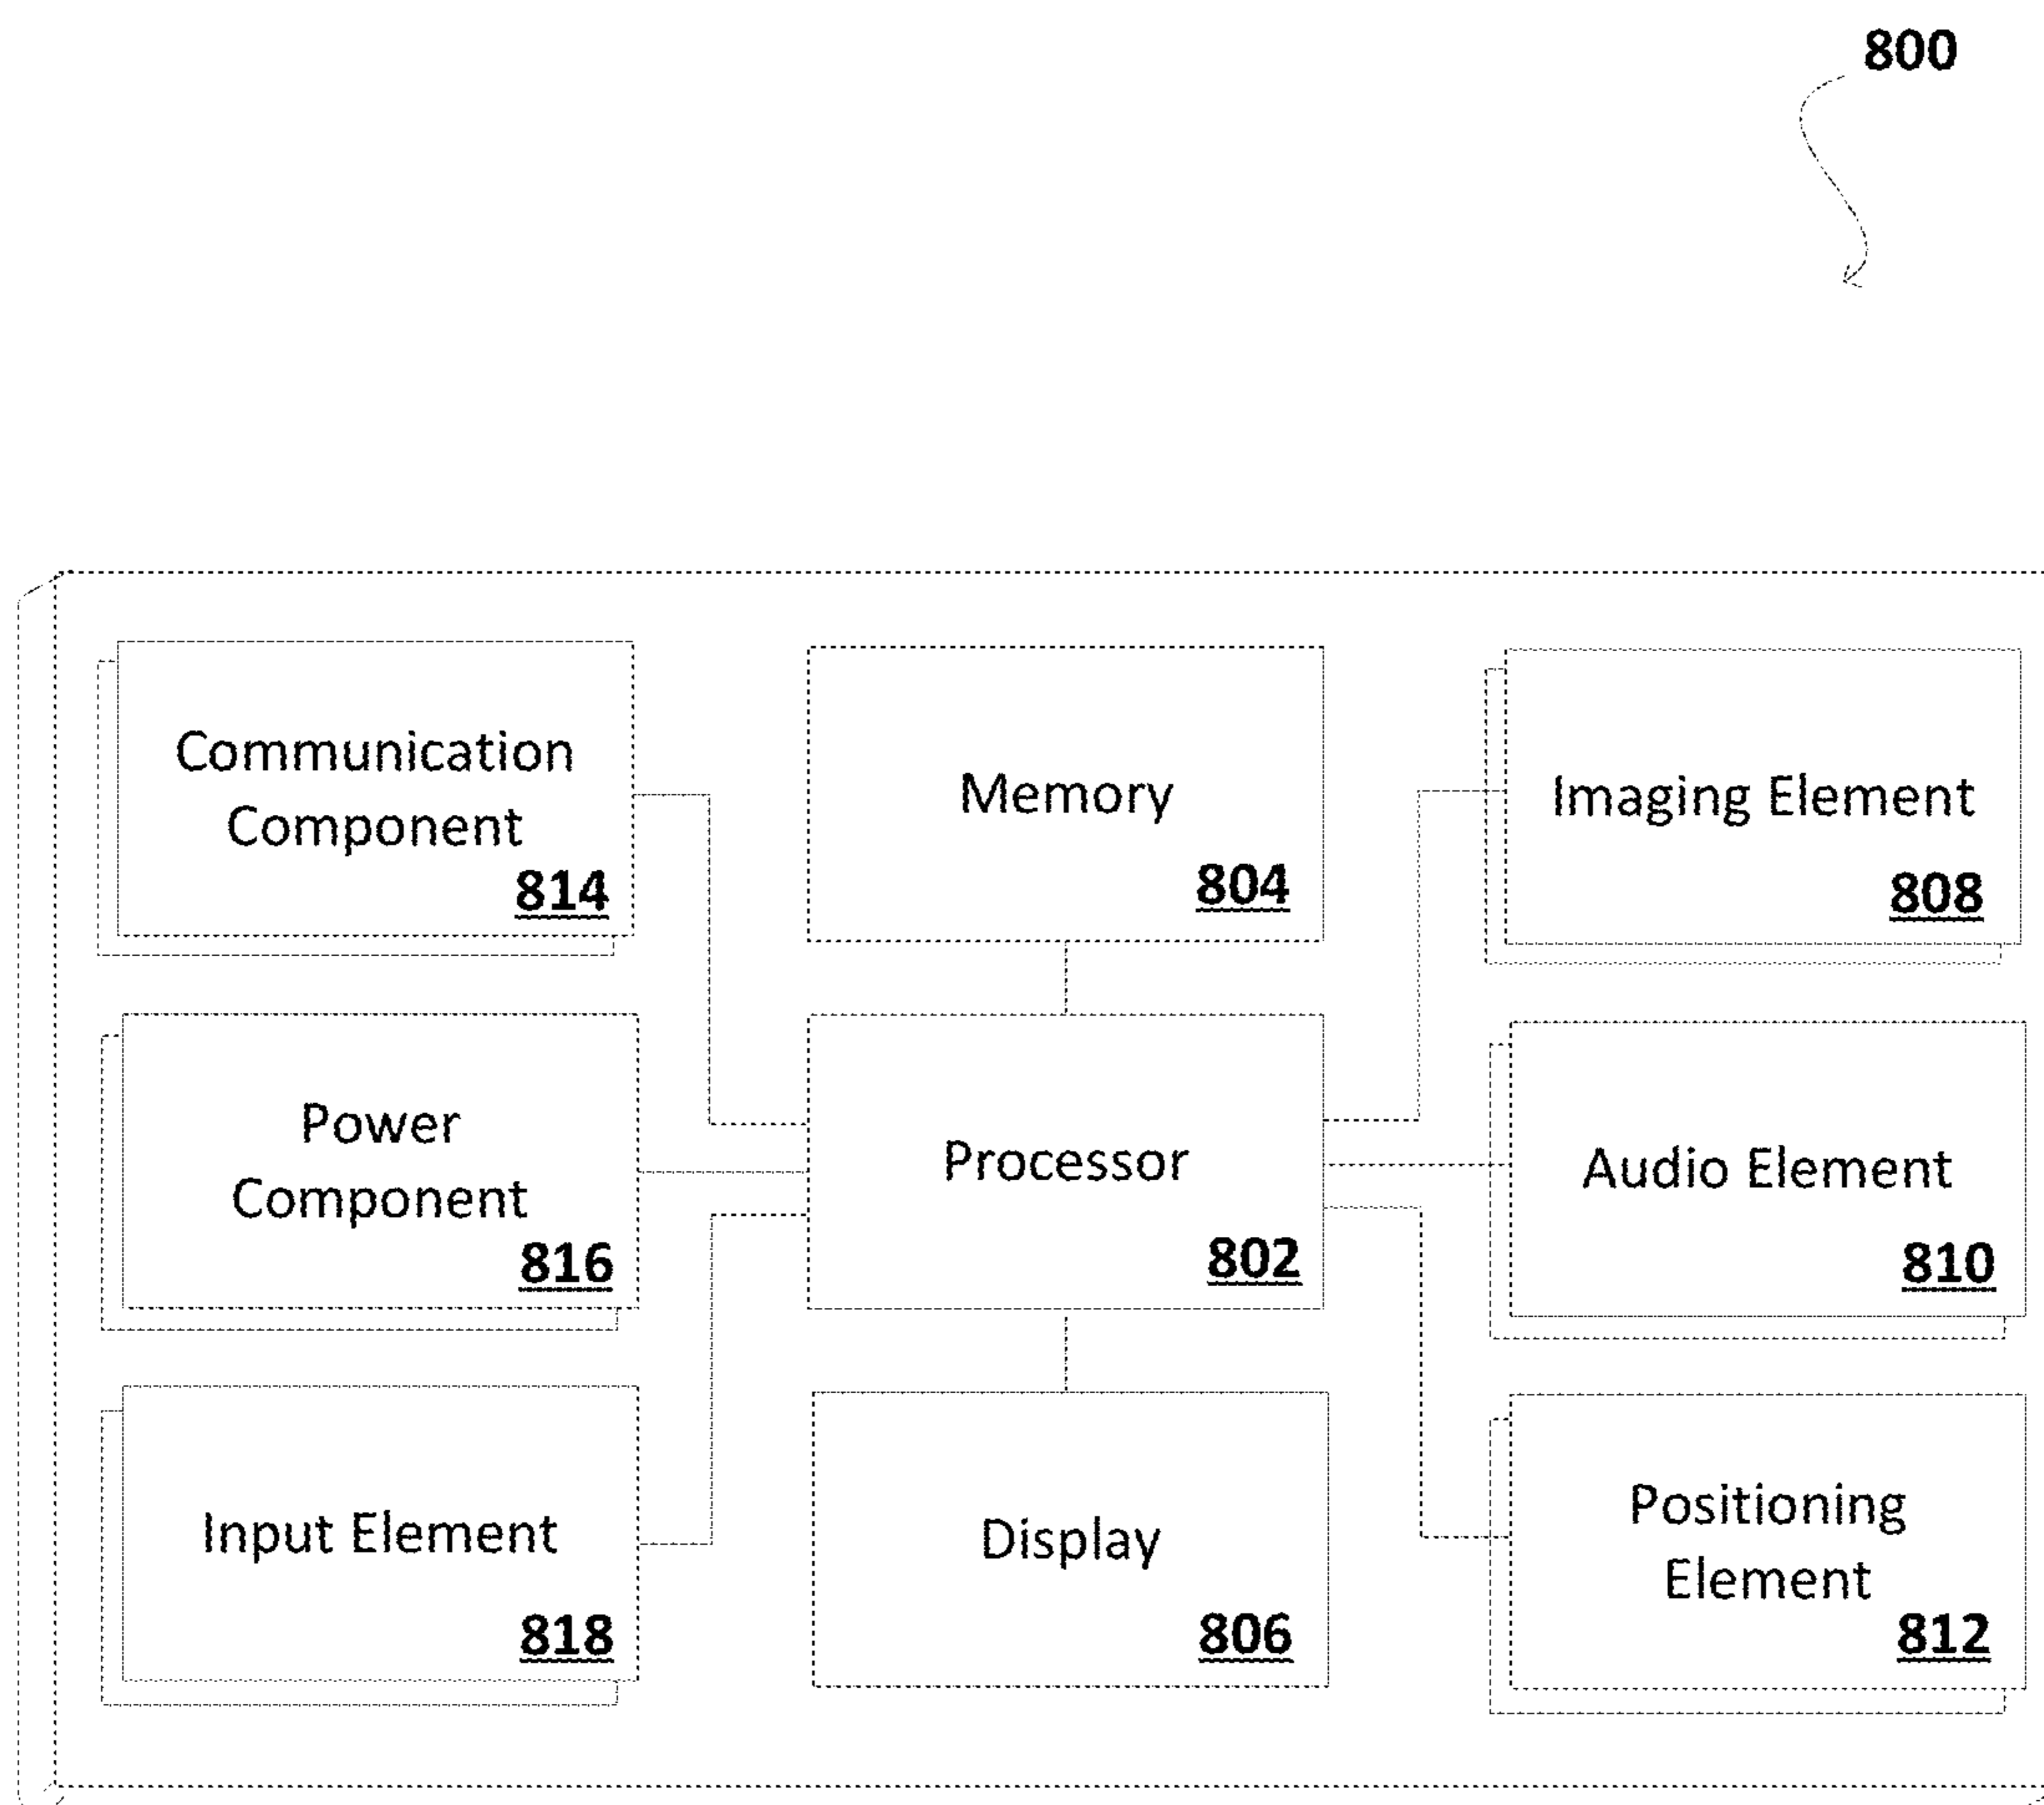 800
Communication
Component
814
Memory
804
Imaging Element
808
Power
Component
816
Processor
802
Audio Element
810
Input Element
818
Display
806
Positioning
Element
812